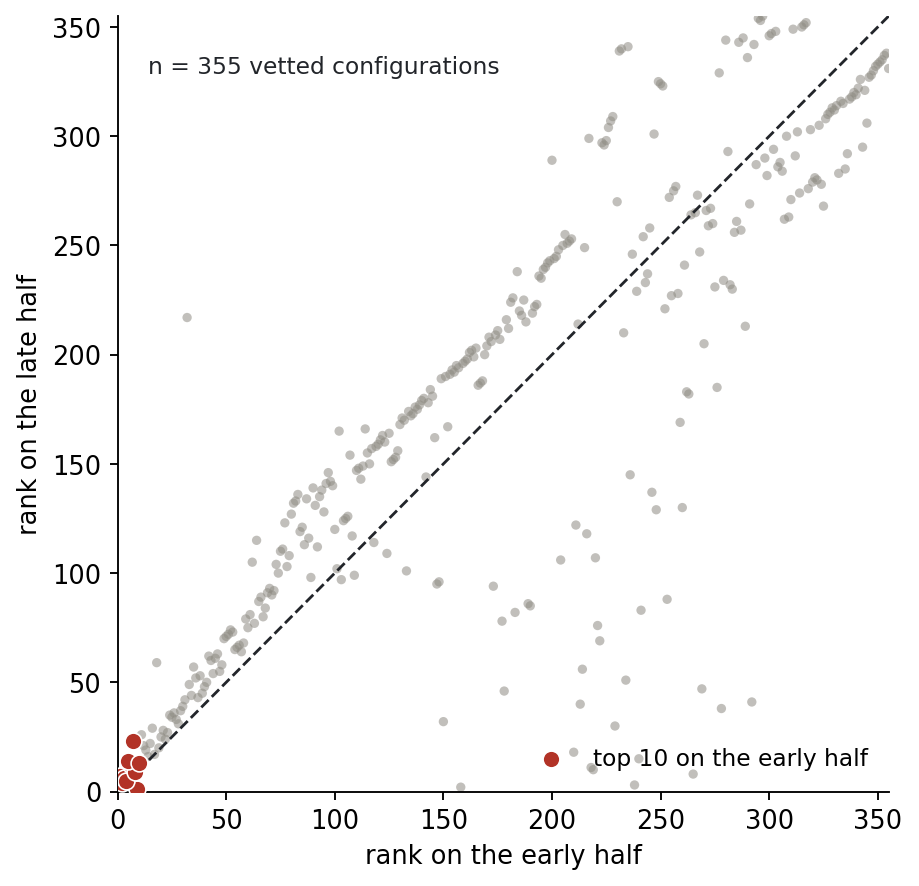 350
n = 355 vetted configurations
300
250
200
150
100
50
0
rank on the late half
top 10 on the early half
0 50 100 150 200 250 300 350
rank on the early half